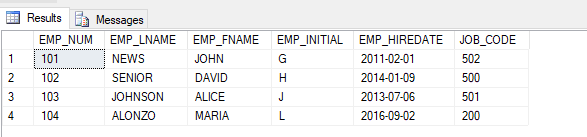 Results Messages
EMP_NUM EMP_LNAME EMP_FNAME EMP_INITIAL EMP_HIREDATE JOB_CODE
1 101 NEWS JOHN G 2011-02-01 502
2 102 SENIOR DAVID H 2014-01-09 500
3 103 JOHNSON ALICE J 2013-07-06 501
4 104 ALONZO MARIA L 2016-09-02 200